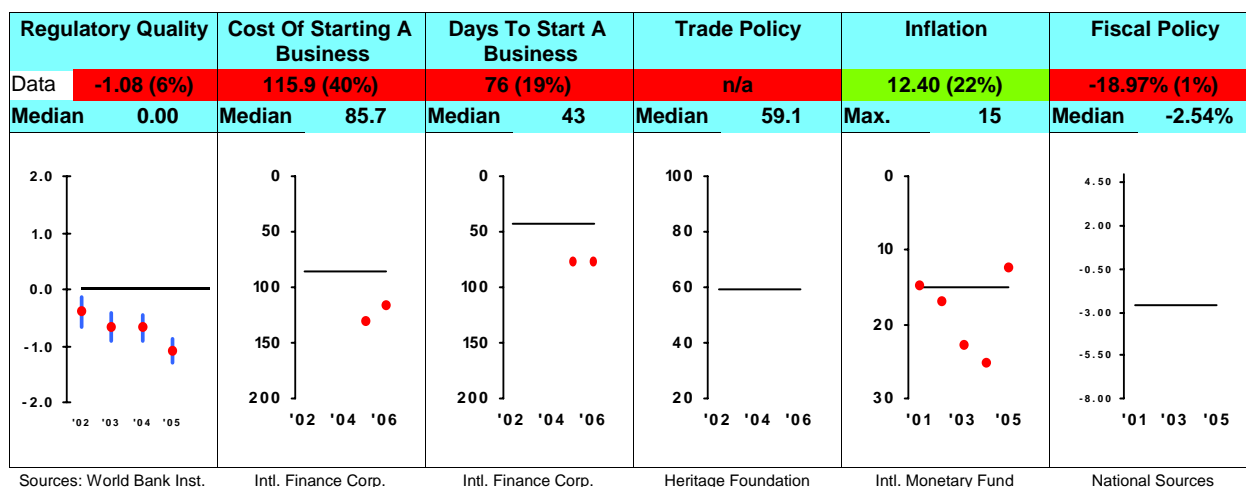 Regulatory Quality
Cost Of Starting A Business
Days To Start A Business
Trade Policy
Inflation
Fiscal Policy
Data -1.08 (6%) 115.9 (40%) 76 (19%) n/a 12.40 (22%) -18.97% (1%)
Median 0.00 Median 85.7 Median 43 Median 59.1 Max. 15 Median -2.54%
2.0
1.0
0.0
-1.0
-2.0
'02 '03 '04 '05
0
50
100
150
200
'02 '04 '06
0
50
100
150
200
'02 '04 '06
100
80
60
40
20
'02 '04 '06
0
10
20
30
'01 '03 '05
4.50
2.00
-0.50
-3.00
-5.50
-8.00
'01 '03 '05
Sources: World Bank Inst. Intl. Finance Corp. Intl. Finance Corp. Heritage Foundation Intl. Monetary Fund National Sources